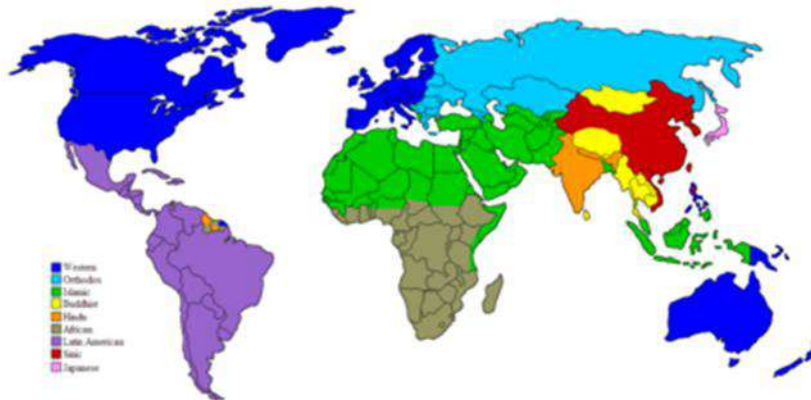 Western
Orthodox
Islamic
Buddhist
Hindu
African
Latin American
Sinic
Japanese